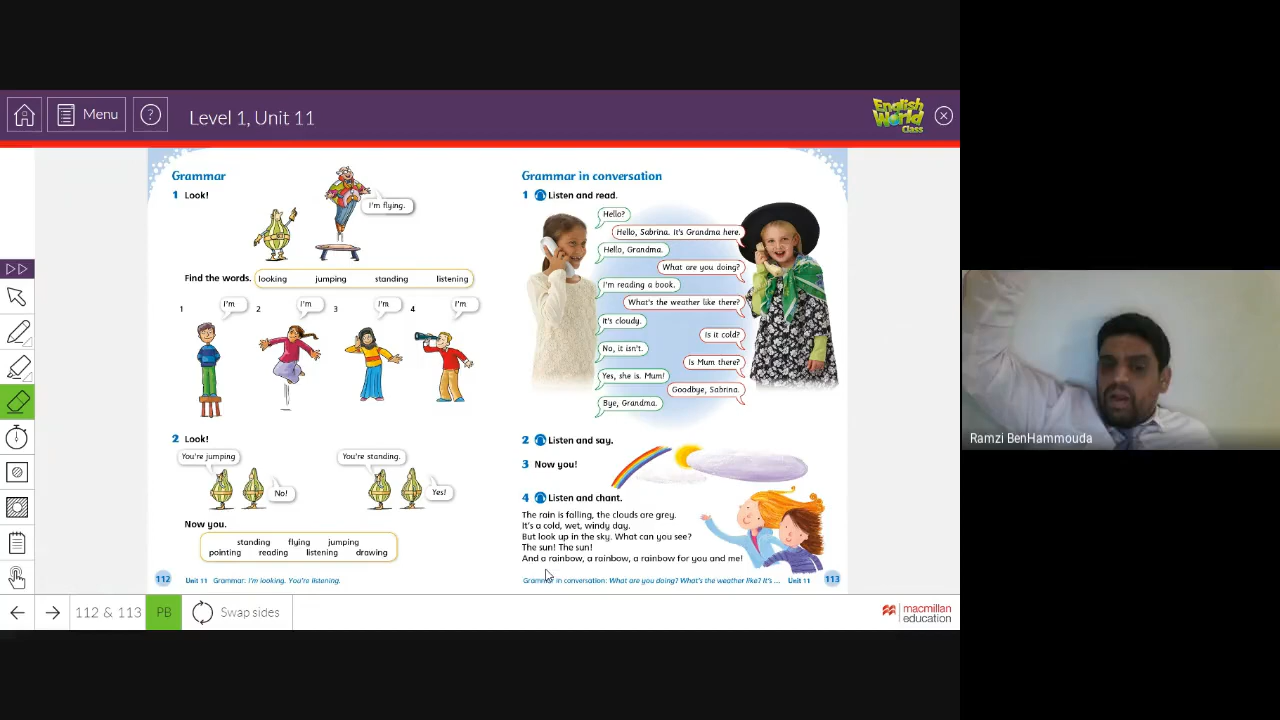 Menu
?
Level 1, Unit 11
English
World
Class
Grammar
1 Look!
I'm flying.
Find the words.
looking jumping standing listening
1 I'm 2 I'm 3 I'm 4 I'm
2 Look!
You're jumping
No!
You're standing.
Yes!
Now you.
standing flying jumping
pointing reading listening drawing
112 Unit 11 Grammar: I'm looking. You're listening.
Grammar in conversation
1 Listen and read.
Hello?
Hello, Sabrina. It's Grandma here.
Hello, Grandma.
What are you doing?
I'm reading a book.
What's the weather like there?
It's cloudy.
Is it cold?
No, it isn't.
Is Mum there?
Yes, she is. Mum!
Goodbye, Sabrina.
Bye, Grandma.
2 Listen and say.
3 Now you!
4 Listen and chant.
The rain is falling, the clouds are grey.
It's a cold, wet, windy day.
But look up in the sky. What can you see?
The sun! The sun!
And a rainbow, a rainbow, a rainbow for you and me!
Grammar in conversation: What are you doing? What's the weather like? It's ... Unit 11 113
112 & 113 PB Swap sides
macmillan
education
Ramzi BenHammouda